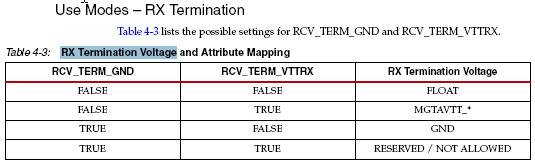 Use Modes – RX Termination
Table 4-3 lists the possible settings for RCV_TERM_GND and RCV_TERM_VTTRX.
Table 4-3: RX Termination Voltage and Attribute Mapping
RCV_TERM_GND RCV_TERM_VTTRX RX Termination Voltage
FALSE FALSE FLOAT
FALSE TRUE MGTAVTT_*
TRUE FALSE GND
TRUE TRUE RESERVED / NOT ALLOWED